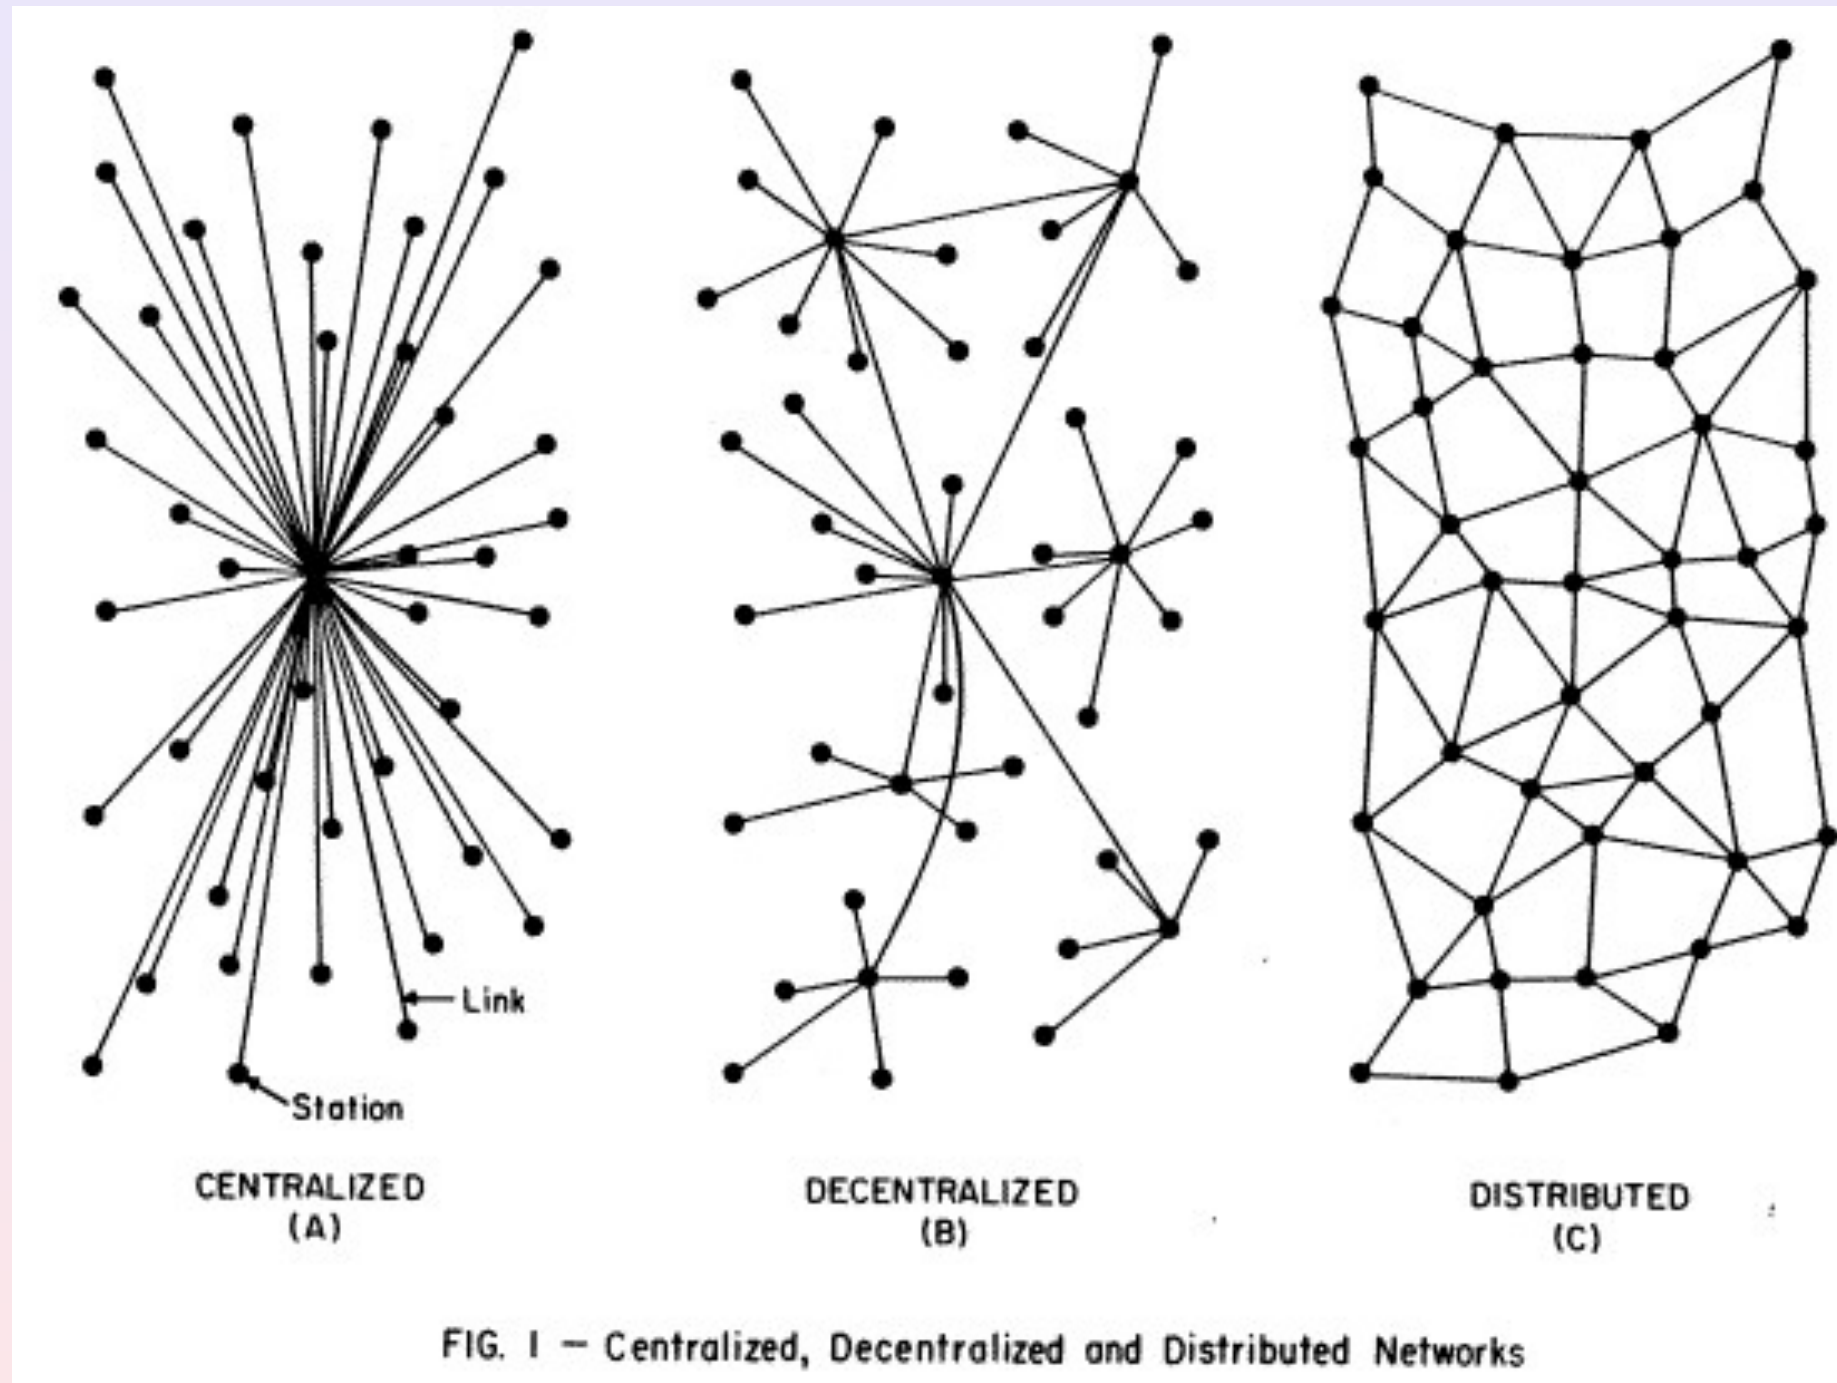 Link
Station
CENTRALIZED
(A)
DECENTRALIZED
(B)
DISTRIBUTED
(C)
FIG. I — Centralized, Decentralized and Distributed Networks